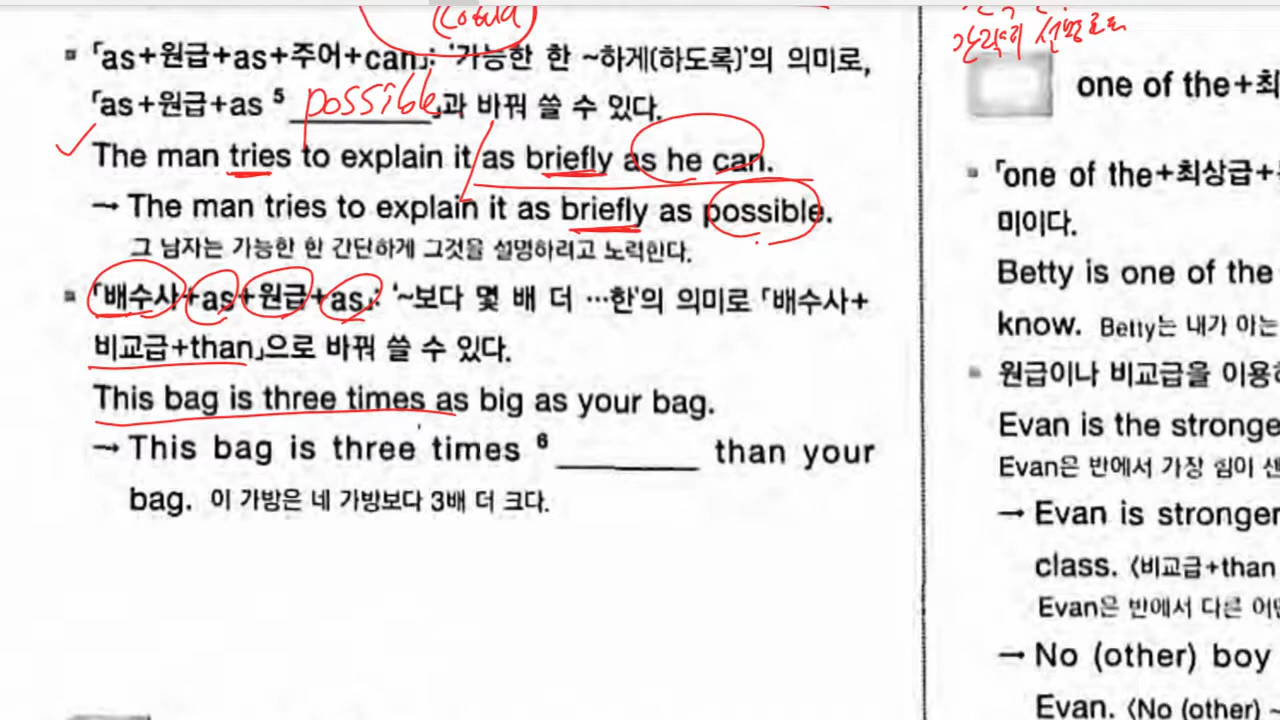 (could)
「as+원급+as+주어+can」: '가능한 한 ~하게(하도록)'의 의미로,
「as+원급+as 5 possible」과 바꿔 쓸 수 있다.
The man tries to explain it as briefly as he can.
→ The man tries to explain it as briefly as possible.
그 남자는 가능한 한 간단하게 그것을 설명하려고 노력한다.
「배수사+as+원급+as」: '~보다 몇 배 더 …한'의 의미로 「배수사+
비교급+than」으로 바꿔 쓸 수 있다.
This bag is three times as big as your bag.
→ This bag is three times 6 ______ than your
bag. 이 가방은 네 가방보다 3배 더 크다.
one of the+최
「one of the+최상급+
미이다.
Betty is one of the
know. Betty는 내가 아는
원급이나 비교급을 이용하
Evan is the stronge
Evan은 반에서 가장 힘이 센
→ Evan is stronger
class. 〈비교급+than
Evan은 반에서 다른 어떤
→ No (other) boy
Evan. 〈No (other) ~